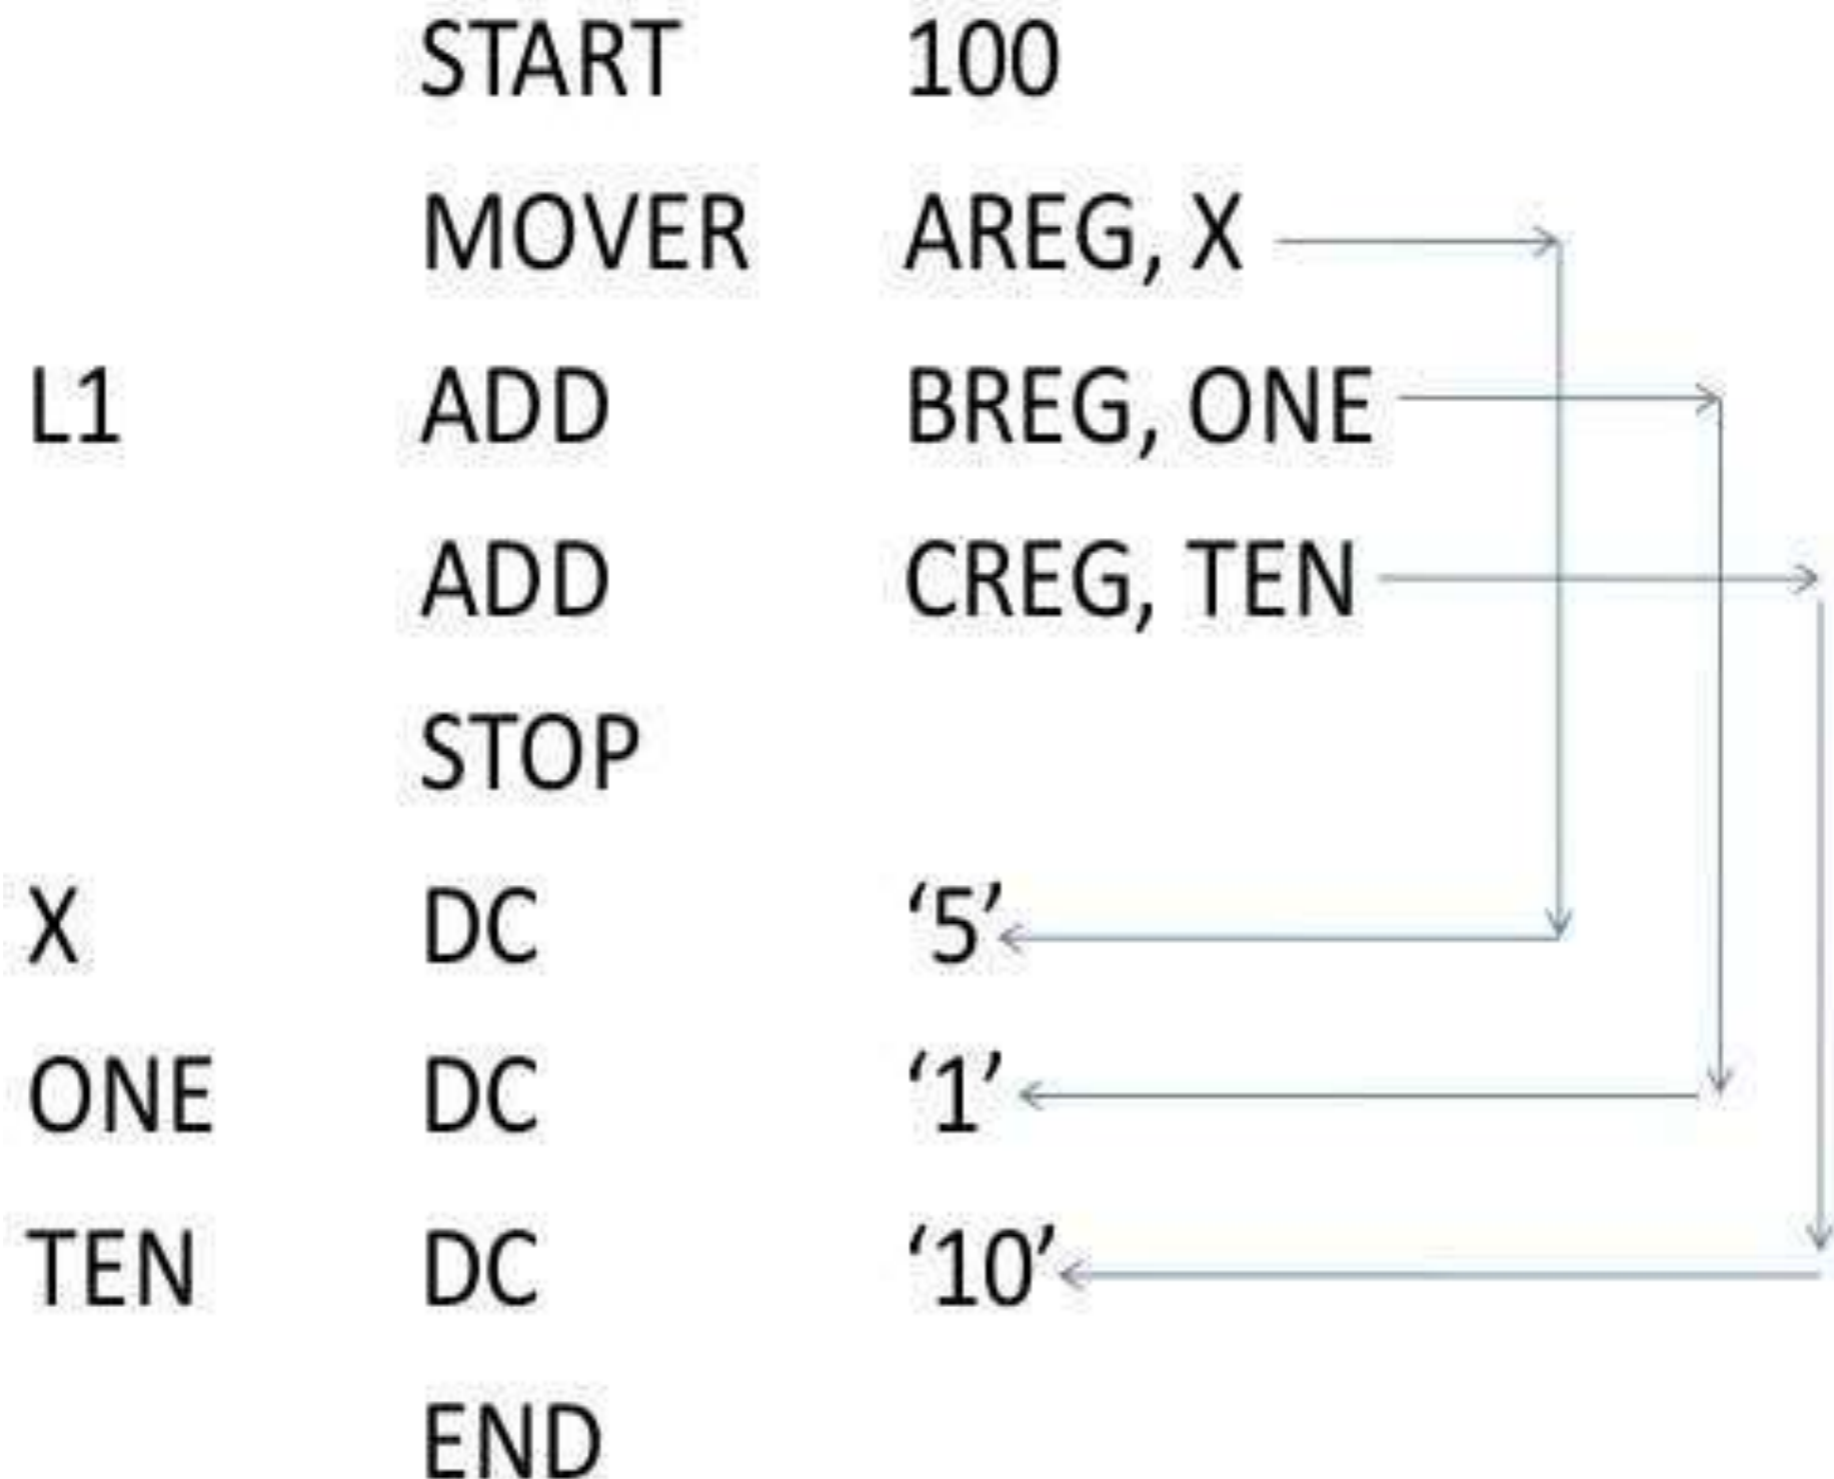 START 100
MOVER AREG, X
L1 ADD BREG, ONE
ADD CREG, TEN
STOP
X DC ‘5’
ONE DC ‘1’
TEN DC ‘10’
END